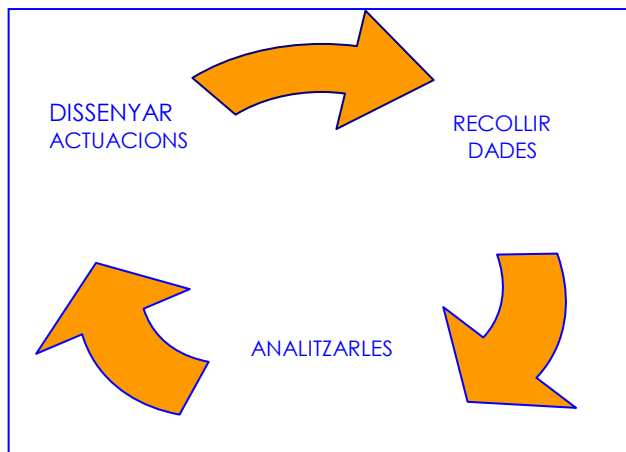 DISSENYAR
ACTUACIONS
RECOLLIR
DADES
ANALITZARLES